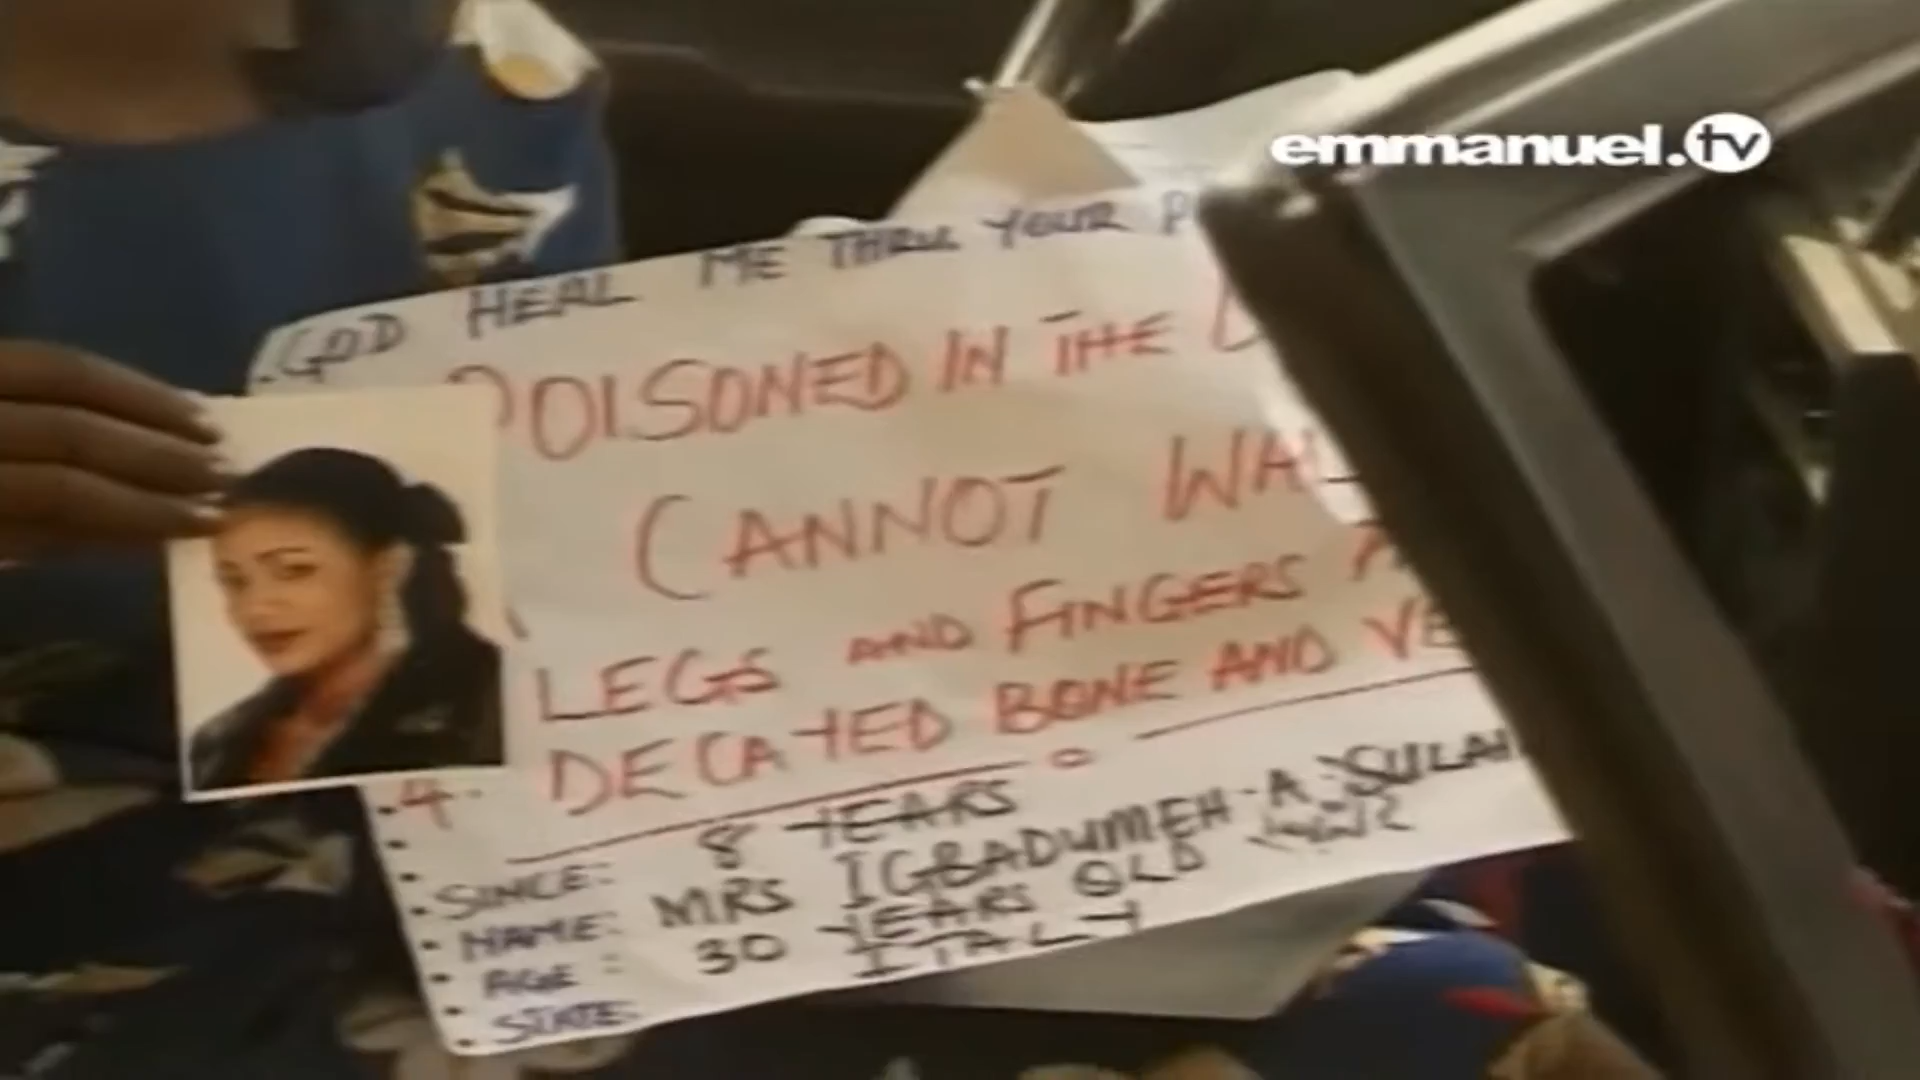 emmanuel.tv
GOD HEAL ME THRU YOUR
POISONED IN THE
CANNOT
LEGS AND FINGERS
4. DECAYED BONE AND
SINCE: 8 YEARS
NAME: MRS IGBADUMEH. A.
AGE: 30 YEARS OLD
STATE: ITALY